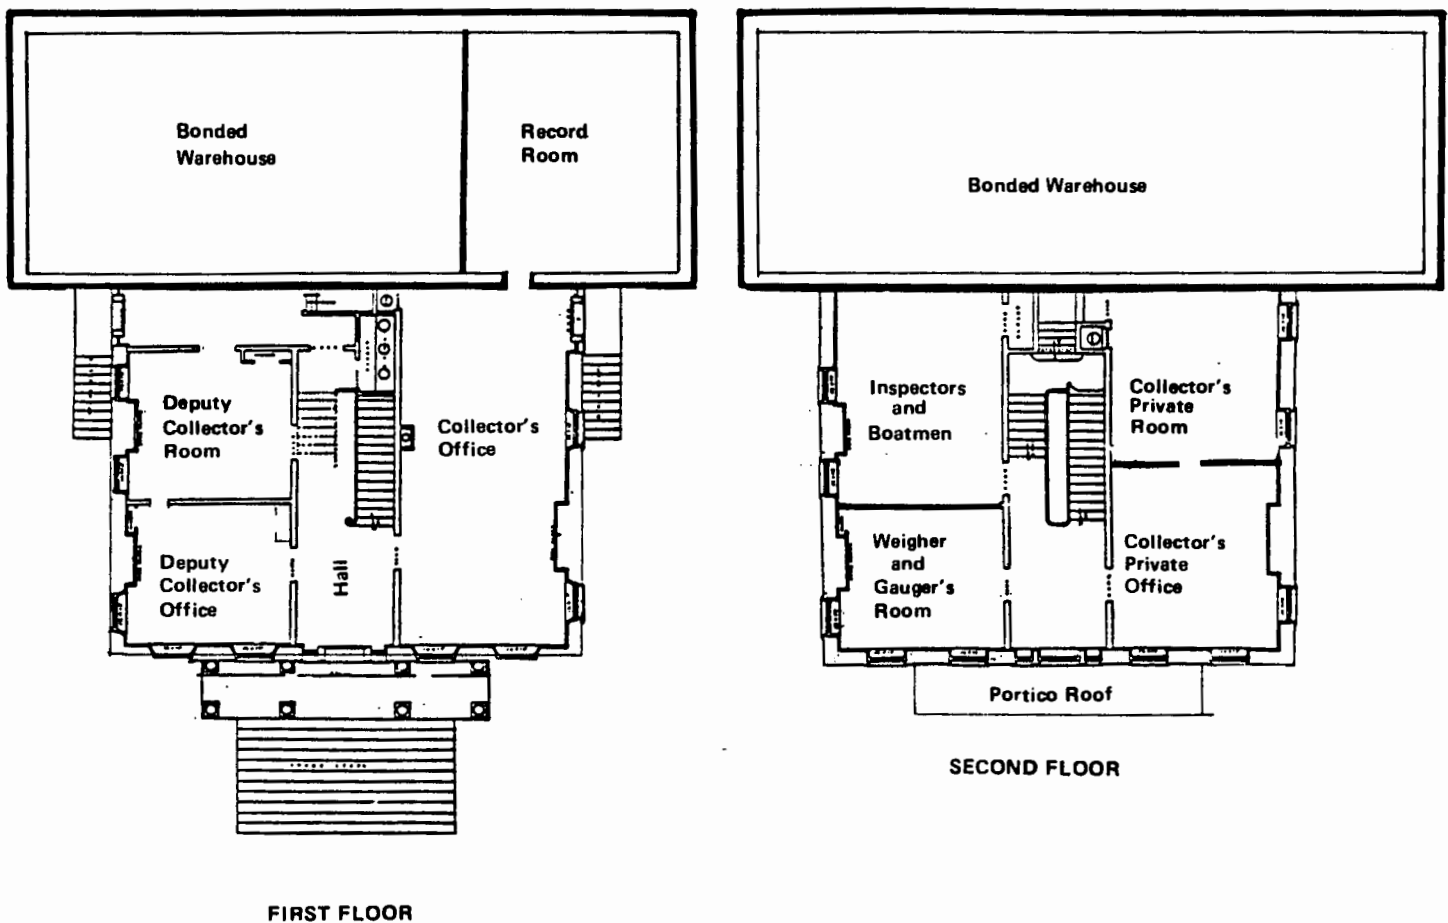 Bonded
Warehouse
Record
Room
Deputy
Collector's
Room
Collector's
Office
Deputy
Collector's
Office
Hall
FIRST FLOOR
Bonded Warehouse
Inspectors
and
Boatmen
Collector's
Private
Room
Weigher
and
Gauger's
Room
Collector's
Private
Office
Portico Roof
SECOND FLOOR